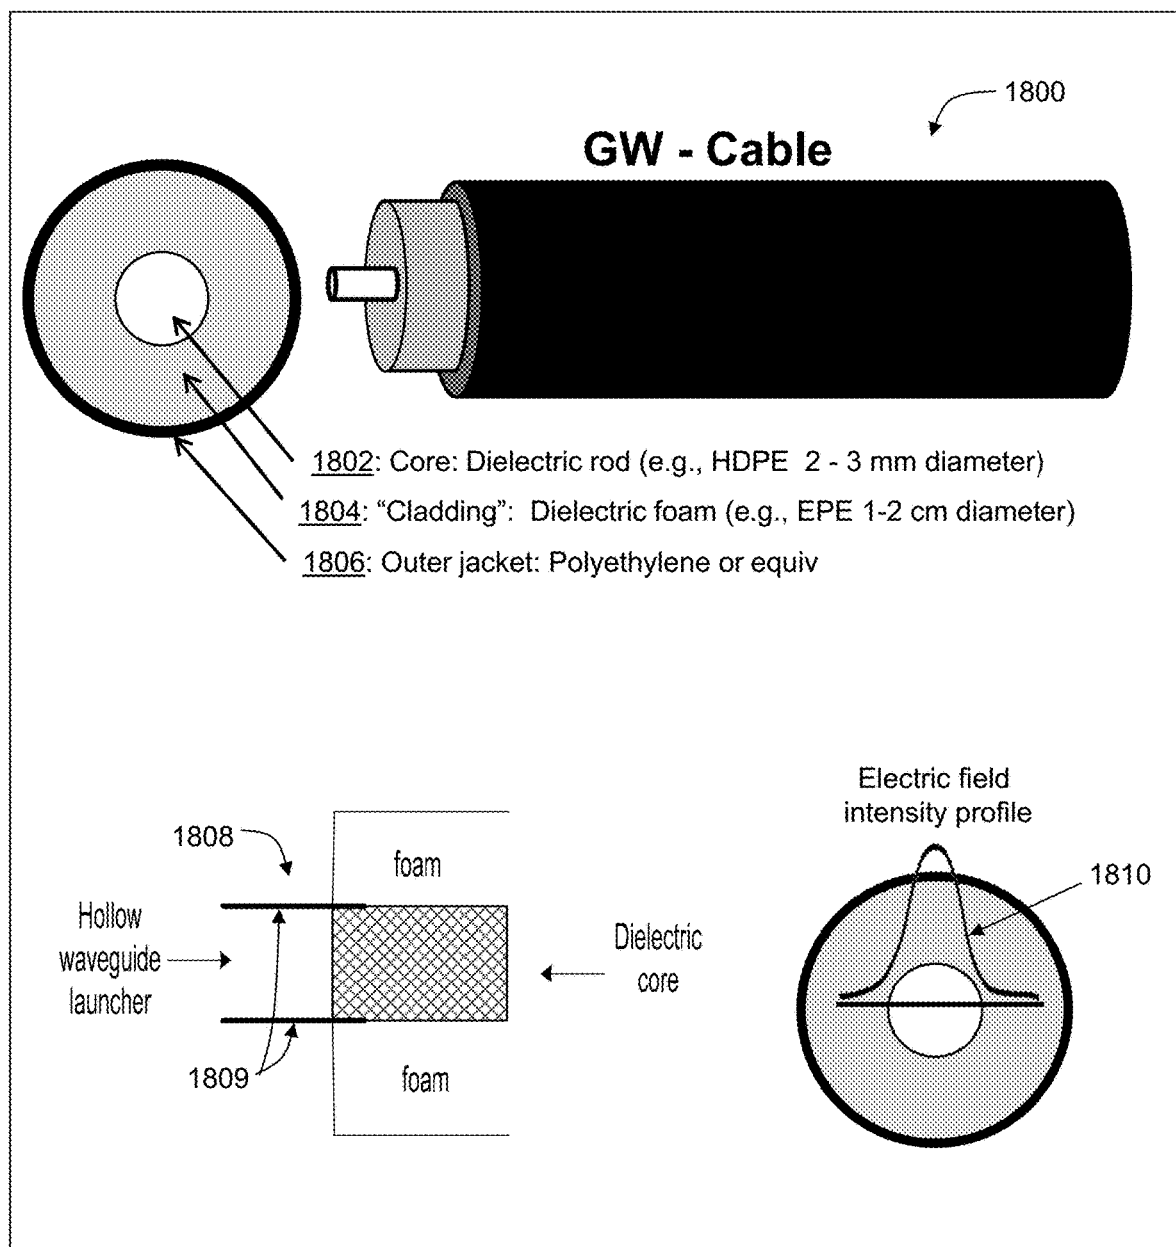 1800
GW - Cable
1802: Core: Dielectric rod (e.g., HDPE 2 - 3 mm diameter)
1804: “Cladding”: Dielectric foam (e.g., EPE 1-2 cm diameter)
1806: Outer jacket: Polyethylene or equiv
1808
foam
Hollow
waveguide
launcher
Dielectric
core
1809
foam
Electric field
intensity profile
1810